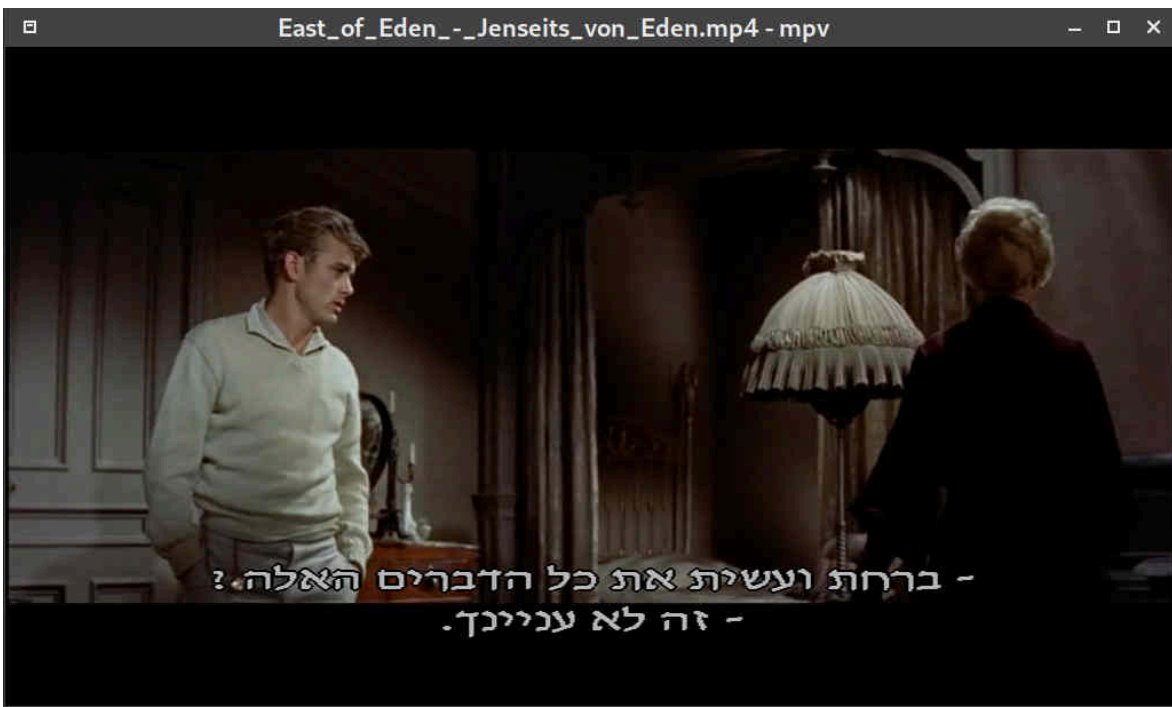 East_of_Eden_-_Jenseits_von_Eden.mp4 - mpv
- ברחת ועשית את כל הדברים האלה.?
- זה לא עניינך.